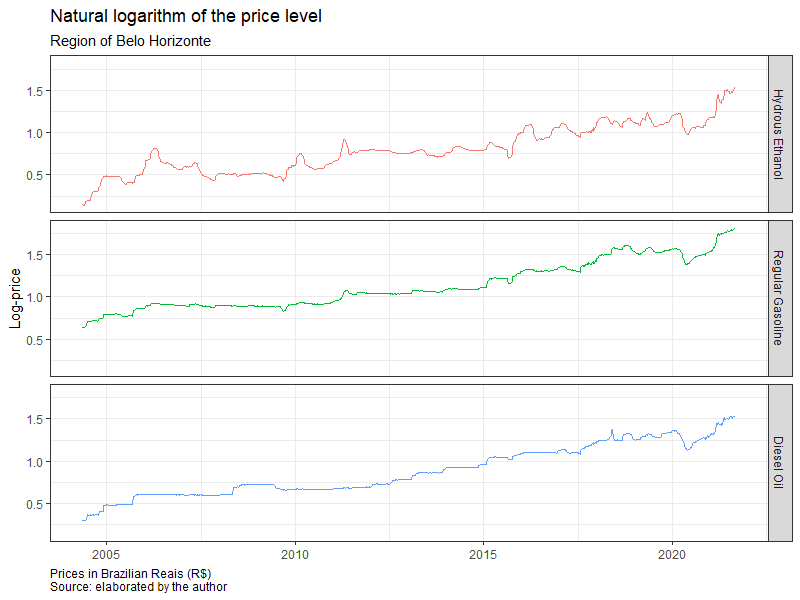 Natural logarithm of the price level
Region of Belo Horizonte
Log-price
1.5
1.0
0.5
Hydrous Ethanol
1.5
1.0
0.5
Regular Gasoline
1.5
1.0
0.5
Diesel Oil
2005 2010 2015 2020
Prices in Brazilian Reais (R$)
Source: elaborated by the author